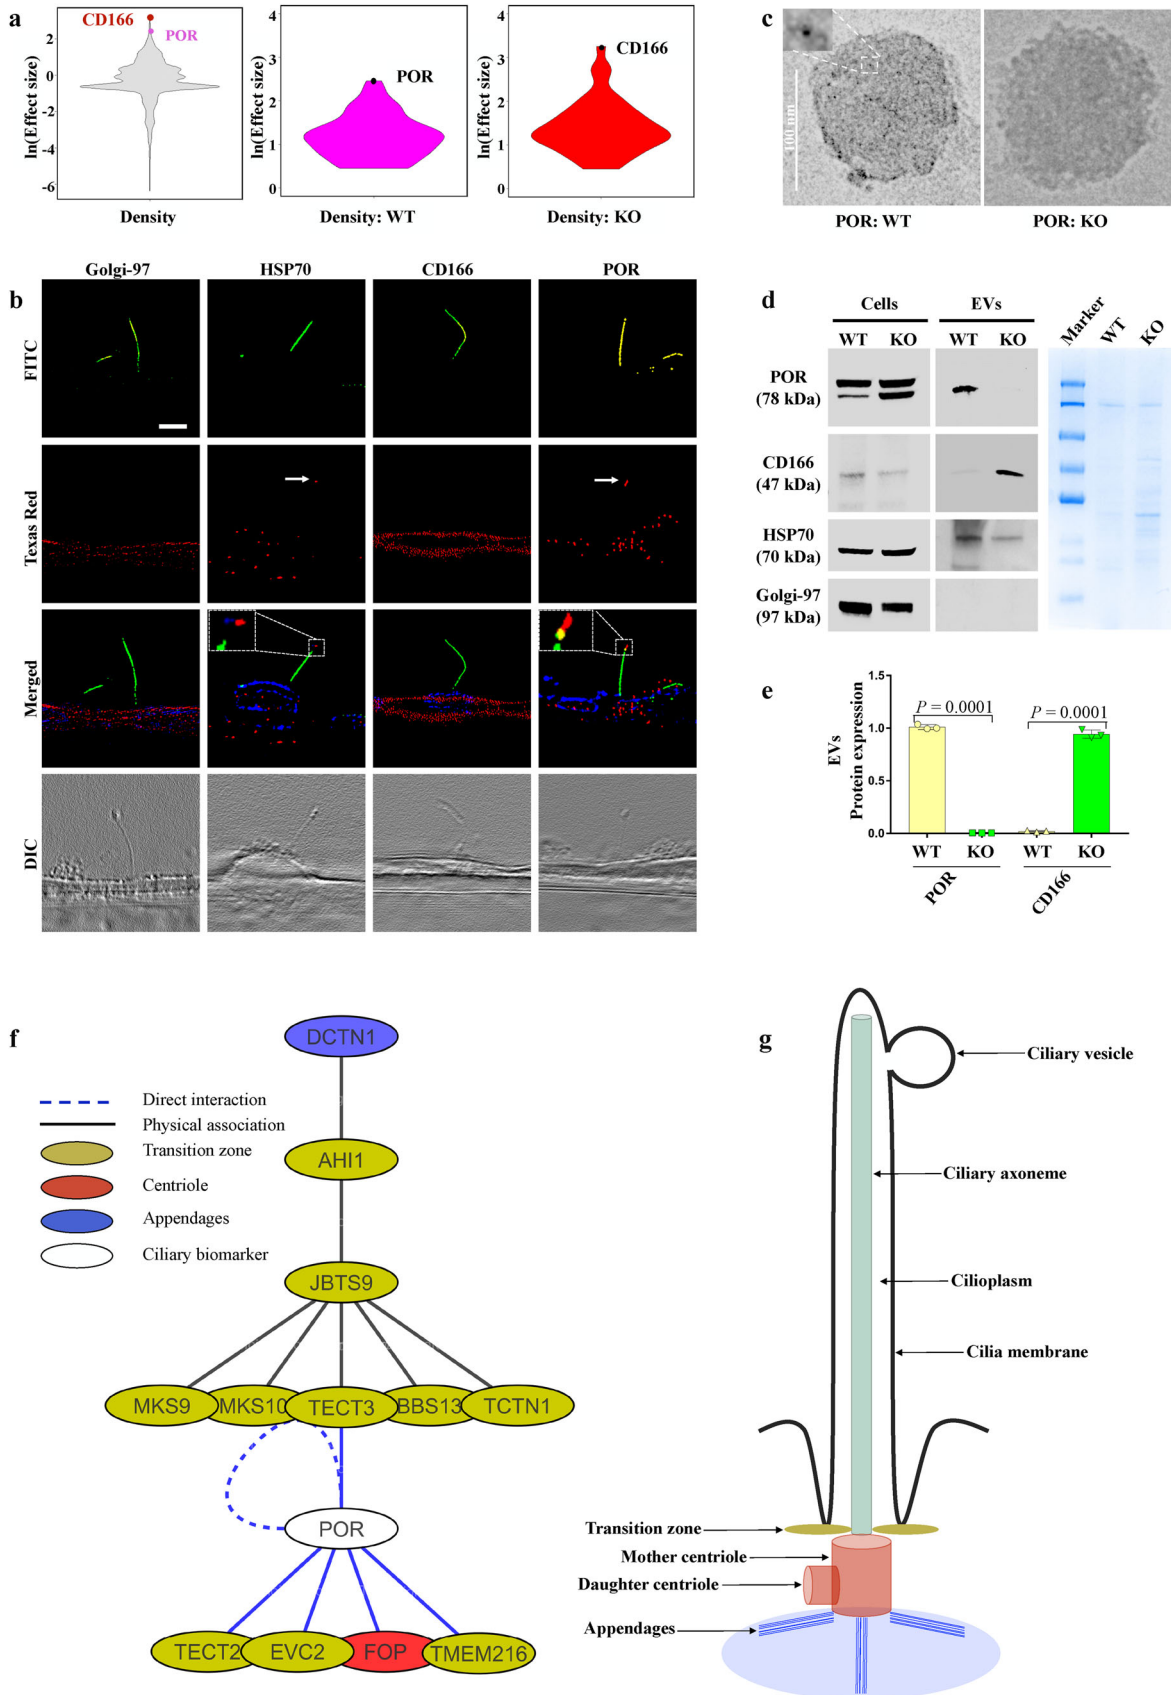 a
CD166
POR
ln(Effect size)
2
0
-2
-4
-6
Density
ln(Effect size)
4
3
2
1
0
POR
Density: WT
ln(Effect size)
4
3
2
1
0
CD166
Density: KO
c
100 nm
POR: WT
POR: KO
b
Golgi-97
HSP70
CD166
POR
FITC
Texas Red
Merged
DIC
d
Cells
EVs
WT
KO
WT
KO
Marker
WT
KO
POR
(78 kDa)
CD166
(47 kDa)
HSP70
(70 kDa)
Golgi-97
(97 kDa)
e
EVs
Protein expression
1.5
1.0
0.5
0.0
P = 0.0001
P = 0.0001
WT
KO
WT
KO
POR
CD166
f
Direct interaction
Physical association
Transition zone
Centriole
Appendages
Ciliary biomarker
DCTN1
AHI1
JBTS9
MKS9
MKS10
TECT3
BBS13
TCTN1
POR
TECT2
EVC2
FOP
TMEM216
g
Ciliary vesicle
Ciliary axoneme
Cilioplasm
Cilia membrane
Transition zone
Mother centriole
Daughter centriole
Appendages